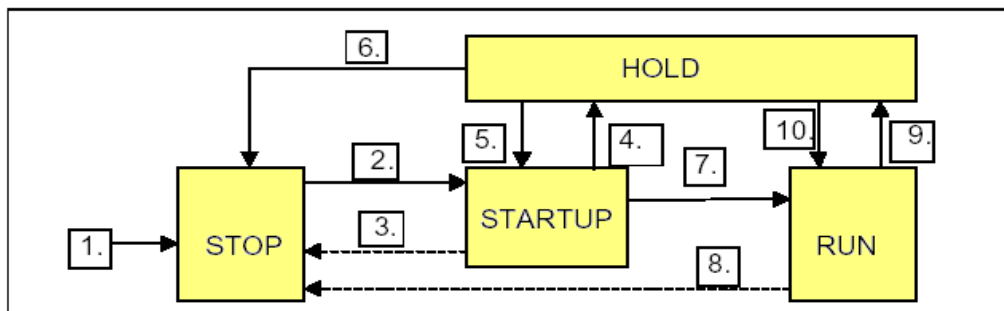 6.
HOLD
5.
4.
10.
9.
2.
7.
STARTUP
1.
STOP
3.
RUN
8.